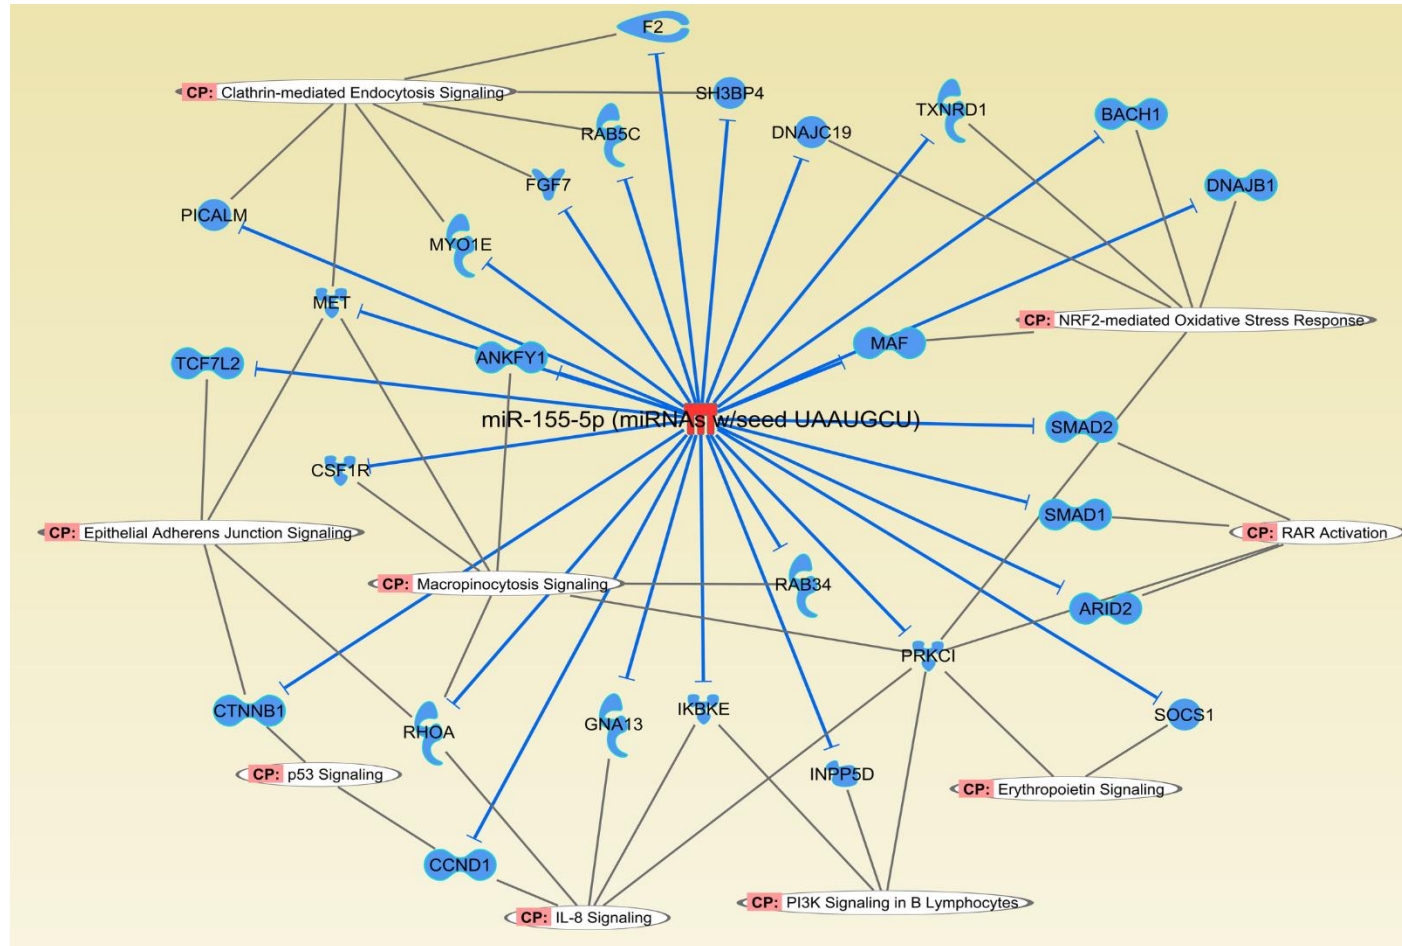 F2
CP: Clathrin-mediated Endocytosis Signaling
SH3BP4
TXNRD1
BACH1
RAB5C
DNAJC19
FGF7
DNAJB1
PICALM
MYO1E
MET
CP: NRF2-mediated Oxidative Stress Response
MAF
TCF7L2
ANKFY1
miR-155-5p (miRNAs w/seed UAAUGCU)
SMAD2
CSF1R
SMAD1
CP: Epithelial Adherens Junction Signaling
CP: RAR Activation
CP: Macropinocytosis Signaling
RAB34
ARID2
PRKCI
CTNNB1
RHOA
GNA13
IKBKE
SOCS1
CP: p53 Signaling
INPP5D
CP: Erythropoietin Signaling
CCND1
CP: IL-8 Signaling
CP: PI3K Signaling in B Lymphocytes